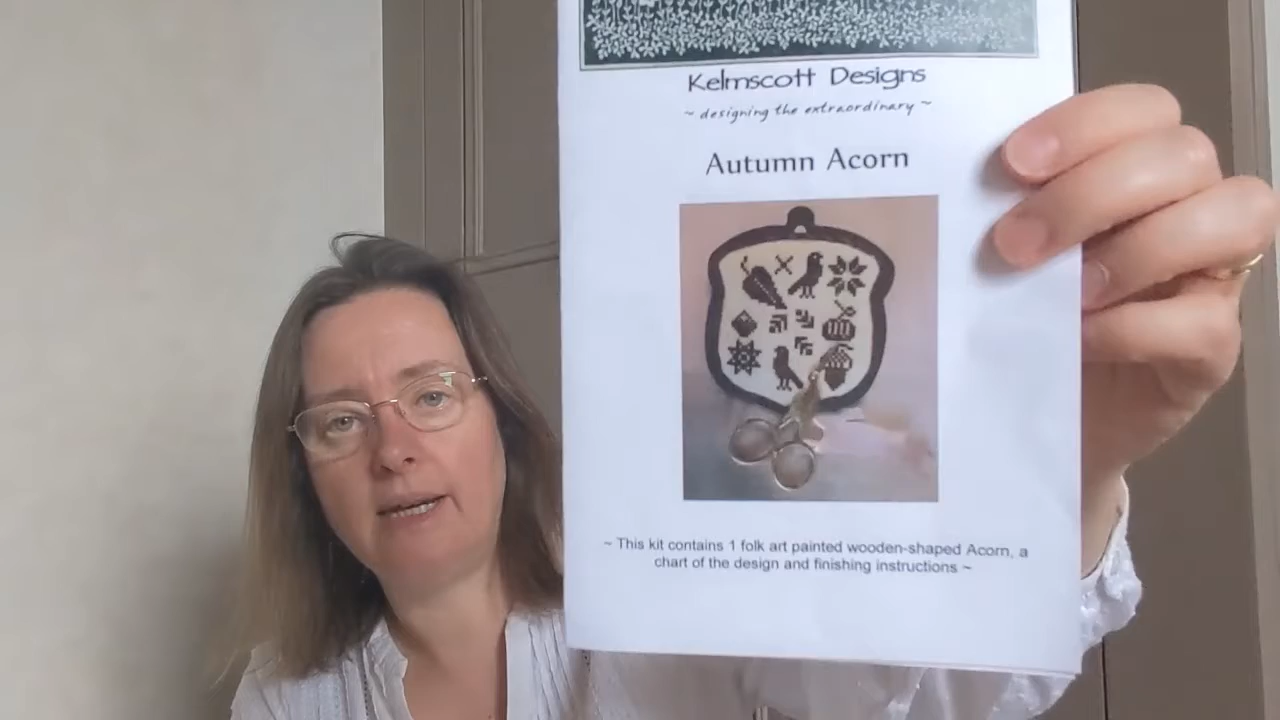 Kelmscott Designs
~ designing the extraordinary ~
Autumn Acorn
~ This kit contains 1 folk art painted wooden-shaped Acorn, a
chart of the design and finishing instructions ~